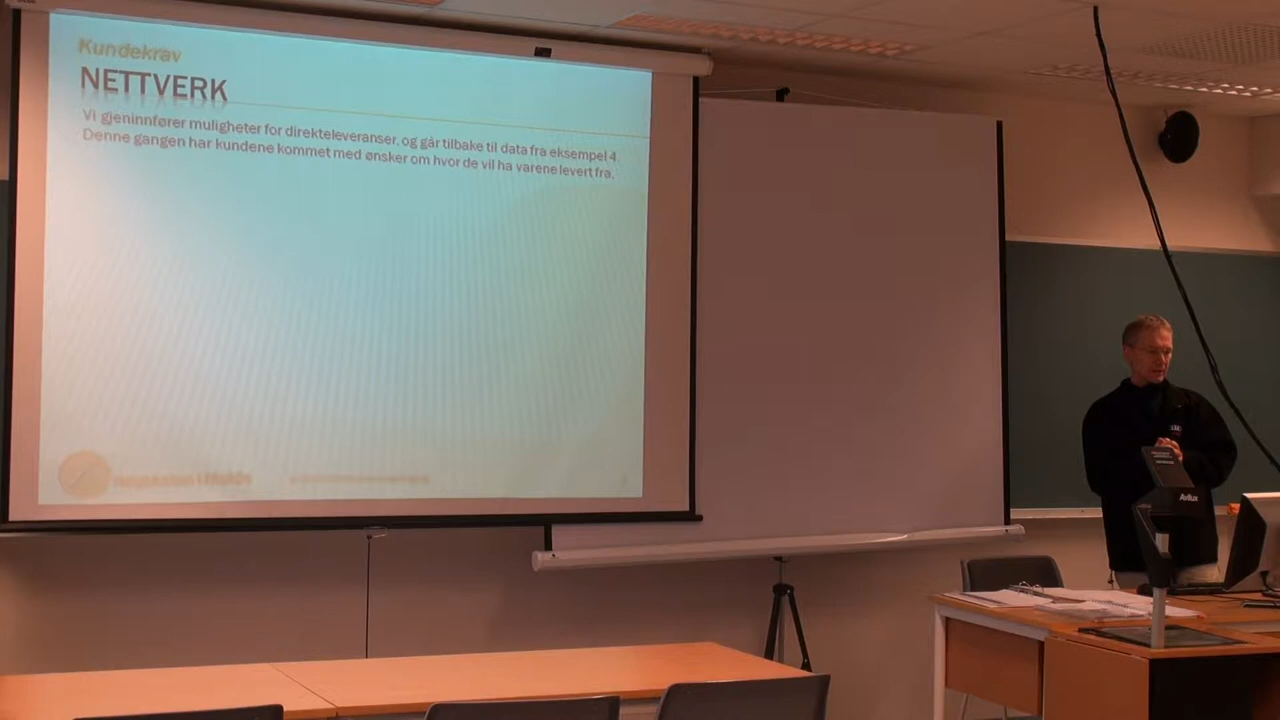 Kundekrav
NETTVERK
Vi gjeninnfører muligheter for direkteleveranser, og går tilbake til data fra eksempel 4.
Denne gangen har kundene kommet med ønsker om hvor de vil ha varene levert fra.
Avilux